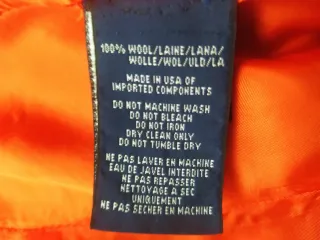 100% WOOL/LAINE/LANA/
WOLLE/WOL/ULD/LA
MADE IN USA OF
IMPORTED COMPONENTS
DO NOT MACHINE WASH
DO NOT BLEACH
DO NOT IRON
DRY CLEAN ONLY
DO NOT TUMBLE DRY
NE PAS LAVER EN MACHINE
EAU DE JAVEL INTERDITE
NE PAS REPASSER
NETTOYAGE A SEC
UNIQUEMENT
NE PAS SECHER EN MACHINE